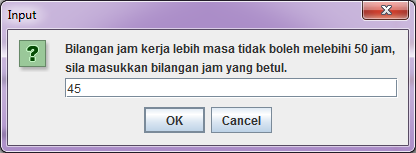 Input
Bilangan jam kerja lebih masa tidak boleh melebihi 50 jam,
sila masukkan bilangan jam yang betul.
45
OK Cancel